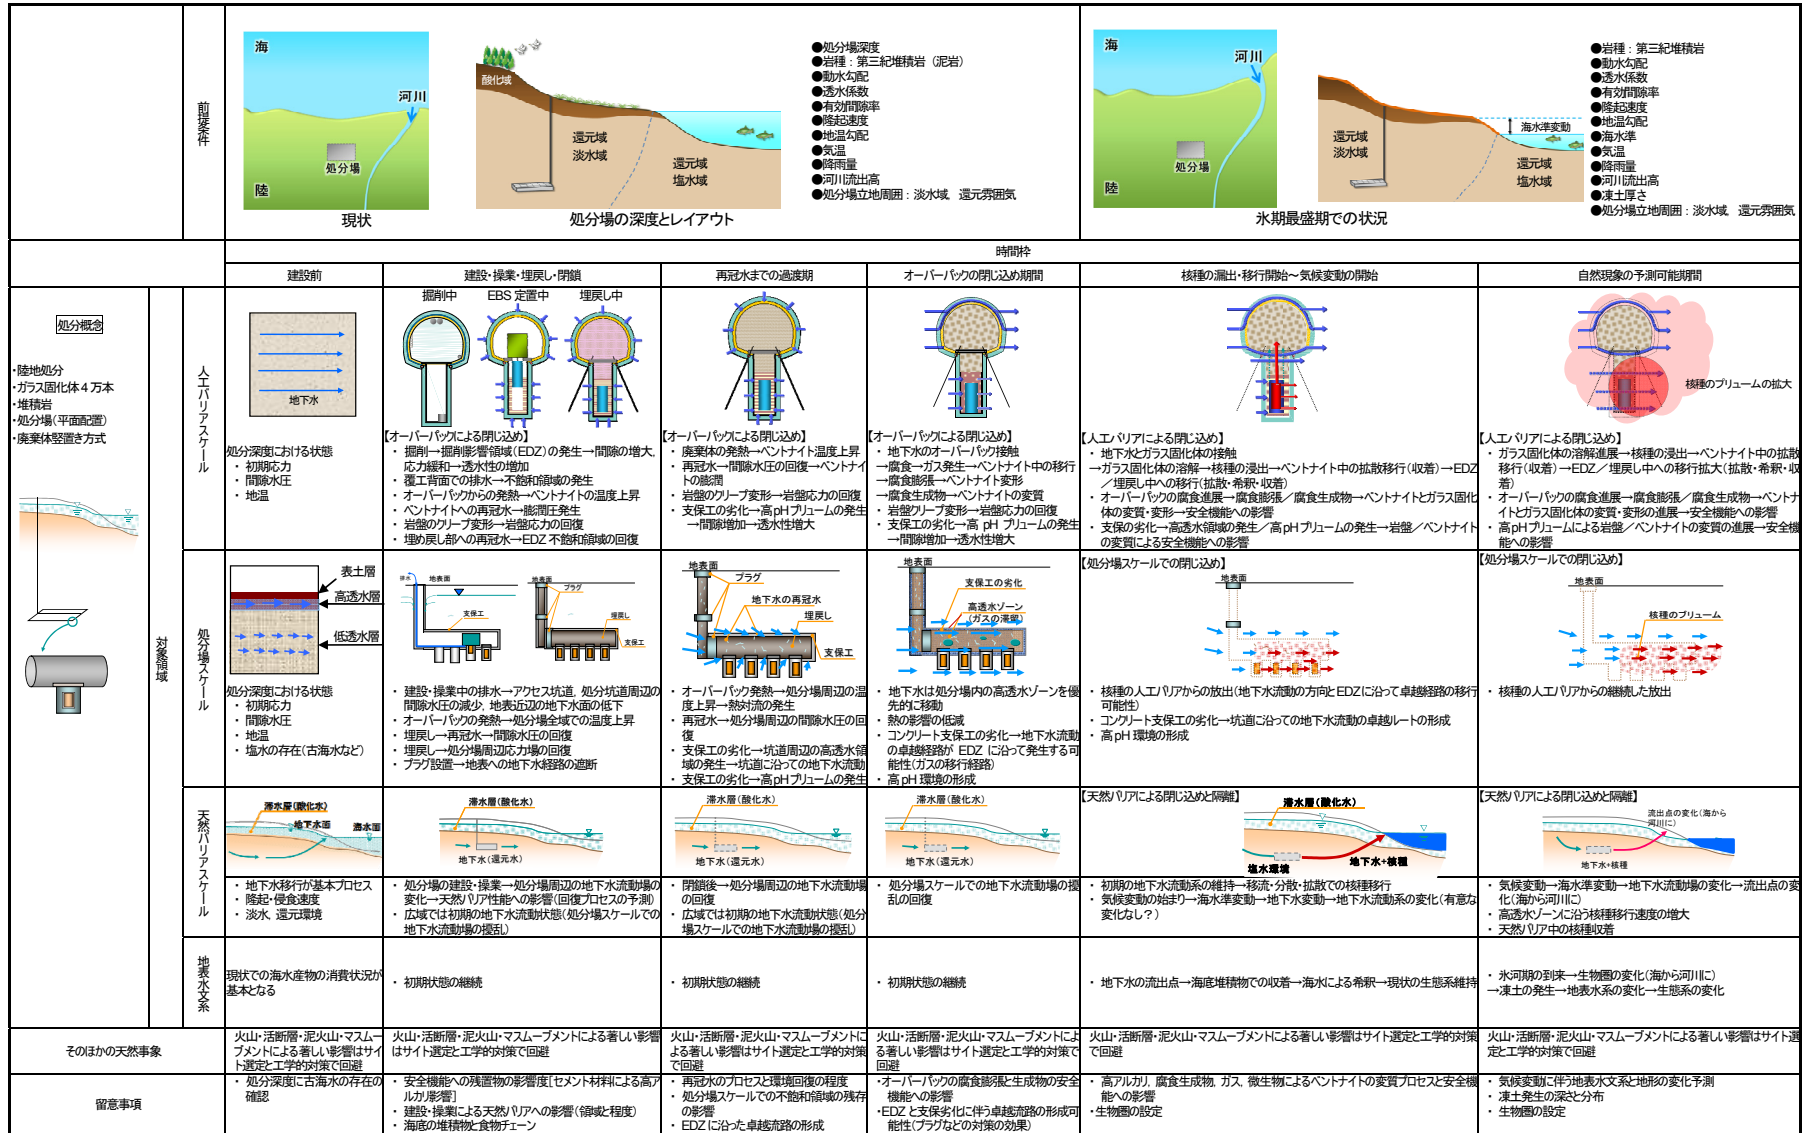 前提条件
海
河川
処分場
陸
現状
酸化域
還元域
淡水域
還元域
塩水域
処分場の深度とレイアウト
●処分場深度
●岩種：第三紀堆積岩（泥岩）
●動水勾配
●透水係数
●有効間隙率
●隆起速度
●地温勾配
●気温
●降雨量
●河川流出高
●処分場立地周囲：淡水域，還元雰囲気
海
河川
処分場
陸
還元域
淡水域
海水準変動
還元域
塩水域
氷期最盛期での状況
●岩種：第三紀堆積岩
●動水勾配
●透水係数
●有効間隙率
●隆起速度
●地温勾配
●海水準
●気温
●降雨量
●河川流出高
●凍土厚さ
●処分場立地周囲：淡水域，還元雰囲気
時間枠
建設前
建設・操業・埋戻し・閉鎖
再冠水までの過渡期
オーバーパックの閉じ込め期間
核種の漏出・移行開始～気候変動の開始
自然現象の予測可能期間
処分概念
・陸地処分
・ガラス固化体4万本
・堆積岩
・処分場（平面配置）
・廃棄体竪置き方式
対象領域
人工バリアスケール
地下水
処分深度における状態
・ 初期応力
・ 間隙水圧
・ 地温
掘削中
EBS定置中
埋戻し中
【オーバーパックによる閉じ込め】
・ 掘削→掘削影響領域（EDZ）の発生→間隙の増大，
応力緩和→透水性の増加
・ 覆工背面での排水→不飽和領域の発生
・ オーバーパックからの発熱→ベントナイトの温度上昇
・ ベントナイトへの再冠水→膨潤圧発生
・ 岩盤のクリープ変形→岩盤応力の回復
・ 埋め戻し部への再冠水→EDZ不飽和領域の回復
【オーバーパックによる閉じ込め】
・ 廃棄体の発熱→ベントナイト温度上昇
・ 再冠水→間隙水圧の回復→ベントナイ
トの膨潤
・ 岩盤のクリープ変形→岩盤応力の回復
・ 支保工の劣化→高pHプルームの発生
→間隙増加→透水性増大
【オーバーパックによる閉じ込め】
・ 地下水のオーバーパック接触
→腐食→ガス発生→ベントナイト中の移行
→腐食膨張→ベントナイト変形
→腐食生成物→ベントナイトの変質
・ 岩盤クリープ変形→岩盤応力の回復
・ 支保工の劣化→高 pH プルームの発生
→間隙増加→透水性増大
【人工バリアによる閉じ込め】
・ 地下水とガラス固化体の接触
→ガラス固化体の溶解→核種の浸出→ベントナイト中の拡散移行（収着）→EDZ
／埋戻し中への移行（拡散・希釈・収着）
・ オーバーパックの腐食進展→腐食膨張／腐食生成物→ベントナイトとガラス固化
体の変質・変形→安全機能への影響
・ 支保の劣化→高透水領域の発生／高pHプルームの発生→岩盤／ベントナイト
の変質による安全機能への影響
核種のプリュームの拡大
【人工バリアによる閉じ込め】
・ ガラス固化体の溶解進展→核種の浸出→ベントナイト中の拡散
移行（収着）→EDZ／埋戻し中への移行拡大（拡散・希釈・収
着）
・ オーバーパックの腐食進展→腐食膨張／腐食生成物→ベントナ
イトとガラス固化体の変質・変形の進展→安全機能への影響
・ 高pHプルームによる岩盤／ベントナイトの変質の進展→安全機
能への影響
処分場スケール
表土層
高透水層
低透水層
処分深度における状態
・ 初期応力
・ 間隙水圧
・ 地温
・ 塩水の存在（古海水など）
排水
地表面
支保工
地表面
プラグ
埋戻し
支保工
・ 建設・操業中の排水→アクセス坑道，処分坑道周辺の
間隙水圧の減少，地表近辺の地下水面の低下
・ オーバーパックの発熱→処分場全域での温度上昇
・ 埋戻し→再冠水→間隙水圧の回復
・ 埋戻し→処分場周辺応力場の回復
・ プラグ設置→地表への地下水経路の遮断
地表面
プラグ
地下水の再冠水
埋戻し
支保工
・ オーバーパック発熱→処分場周辺の温
度上昇→熱対流の発生
・ 再冠水→処分場周辺の間隙水圧の回
復
・ 支保工の劣化→坑道周辺の高透水領
域の発生→坑道に沿っての地下水流動
・ 支保工の劣化→高pHプルームの発生
地表面
支保工の劣化
高透水ゾーン
（ガスの滞留）
・ 地下水は処分場内の高透水ゾーンを優
先的に移動
・ 熱の影響の低減
・ コンクリート支保工の劣化→地下水流動
の卓越経路が EDZ に沿って発生する可
能性（ガスの移行経路）
・ 高pH環境の形成
【処分場スケールでの閉じ込め】
地表面
・ 核種の人工バリアからの放出（地下水流動の方向とEDZに沿って卓越経路の移行
可能性）
・ コンクリート支保工の劣化→坑道に沿っての地下水流動の卓越ルートの形成
・ 高pH環境の形成
【処分場スケールでの閉じ込め】
地表面
核種のプリューム
・ 核種の人工バリアからの継続した放出
天然バリアスケール
滞水層（酸化水）
地下水面
海水面
・ 地下水移行が基本プロセス
・ 隆起・侵食速度
・ 淡水，還元環境
滞水層（酸化水）
地下水（還元水）
・ 処分場の建設・操業→処分場周辺の地下水流動場の
変化→天然バリア性能への影響（回復プロセスの予測）
・ 広域では初期の地下水流動状態（処分場スケールでの
地下水流動場の擾乱）
滞水層（酸化水）
地下水（還元水）
・ 閉鎖後→処分場周辺の地下水流動場
の回復
・ 広域では初期の地下水流動状態（処分
場スケールでの地下水流動場の擾乱）
滞水層（酸化水）
地下水（還元水）
・ 処分場スケールでの地下水流動場の擾
乱の回復
【天然バリアによる閉じ込めと隔離】
滞水層（酸化水）
塩水環境
地下水+核種
・ 初期の地下水流動系の維持→移流・分散・拡散での核種移行
・ 気候変動の始まり→海水準変動→地下水変動→地下水流動系の変化（有意な
変化なし？）
【天然バリアによる閉じ込めと隔離】
流出点の変化（海から
河川に）
地下水+核種
・ 気候変動→海水準変動→地下水流動場の変化→流出点の変
化（海から河川に）
・ 高透水ゾーンに沿う核種移行速度の増大
・ 天然バリア中の核種収着
地表水文系
現状での海水産物の消費状況が
基本となる
・ 初期状態の継続
・ 初期状態の継続
・ 初期状態の継続
・ 地下水の流出点→海底堆積物での収着→海水による希釈→現状の生態系維持
・ 氷河期の到来→生物圏の変化（海から河川に）
→凍土の発生→地表水系の変化→生態系の変化
そのほかの天然事象
火山・活断層・泥火山・マスムー
ブメントによる著しい影響はサイ
ト選定と工学的対策で回避
火山・活断層・泥火山・マスムーブメントによる著しい影響
はサイト選定と工学的対策で回避
火山・活断層・泥火山・マスムーブメントに
よる著しい影響はサイト選定と工学的対策
で回避
火山・活断層・泥火山・マスムーブメントによ
る著しい影響はサイト選定と工学的対策で
回避
火山・活断層・泥火山・マスムーブメントによる著しい影響はサイト選定と工学的対策
で回避
火山・活断層・泥火山・マスムーブメントによる著しい影響はサイト選
定と工学的対策で回避
留意事項
・ 処分深度に古海水の存在の
確認
・ 安全機能への残置物の影響度［セメント材料による高ア
ルカリ影響］
・ 建設・操業による天然バリアへの影響（領域と程度）
・ 海底の堆積物と食物チェーン
・ 再冠水のプロセスと環境回復の程度
・ 処分場スケールでの不飽和領域の残存
の影響
・ EDZに沿った卓越流路の形成
・オーバーパックの腐食膨張と生成物の安全
機能への影響
・EDZと支保劣化に伴う卓越流路の形成可
能性（プラグなどの対策の効果）
・ 高アルカリ，腐食生成物，ガス，微生物によるベントナイトの変質プロセスと安全機
能への影響
・生物圏の設定
・ 気候変動に伴う地表水文系と地形の変化予測
・ 凍土発生の深さと分布
・ 生物圏の設定